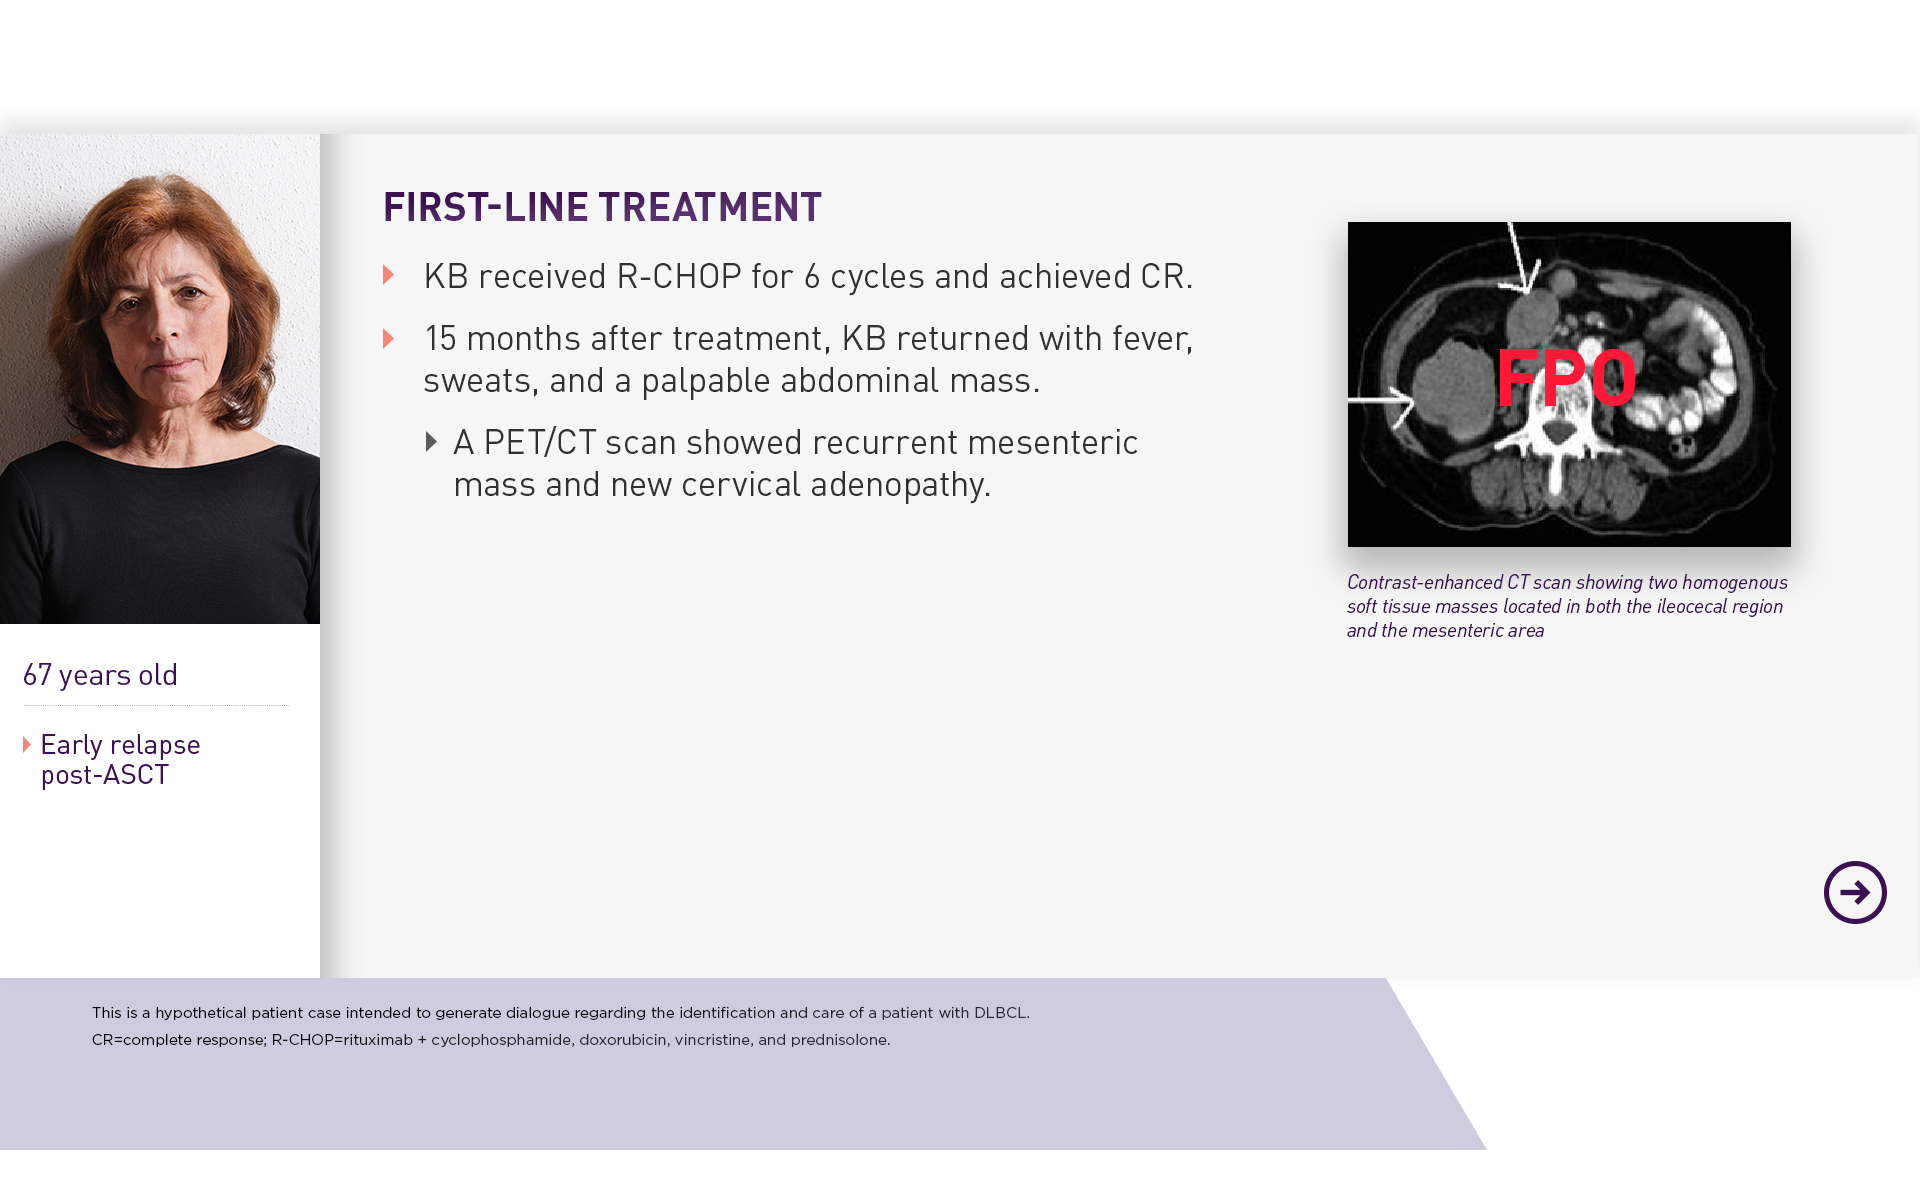 FIRST-LINE TREATMENT
KB received R-CHOP for 6 cycles and achieved CR.
15 months after treatment, KB returned with fever,
sweats, and a palpable abdominal mass.
A PET/CT scan showed recurrent mesenteric
mass and new cervical adenopathy.
FPO
Contrast-enhanced CT scan showing two homogenous
soft tissue masses located in both the ileocecal region
and the mesenteric area
67 years old
Early relapse
post-ASCT
This is a hypothetical patient case intended to generate dialogue regarding the identification and care of a patient with DLBCL.
CR=complete response; R-CHOP=rituximab + cyclophosphamide, doxorubicin, vincristine, and prednisolone.